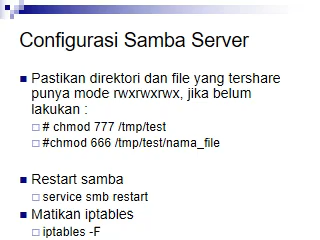 Configurasi Samba Server
Pastikan direktori dan file yang tershare
punya mode rwxrwxrwx, jika belum
lakukan :
# chmod 777 /tmp/test
#chmod 666 /tmp/test/nama_file
Restart samba
service smb restart
Matikan iptables
iptables -F